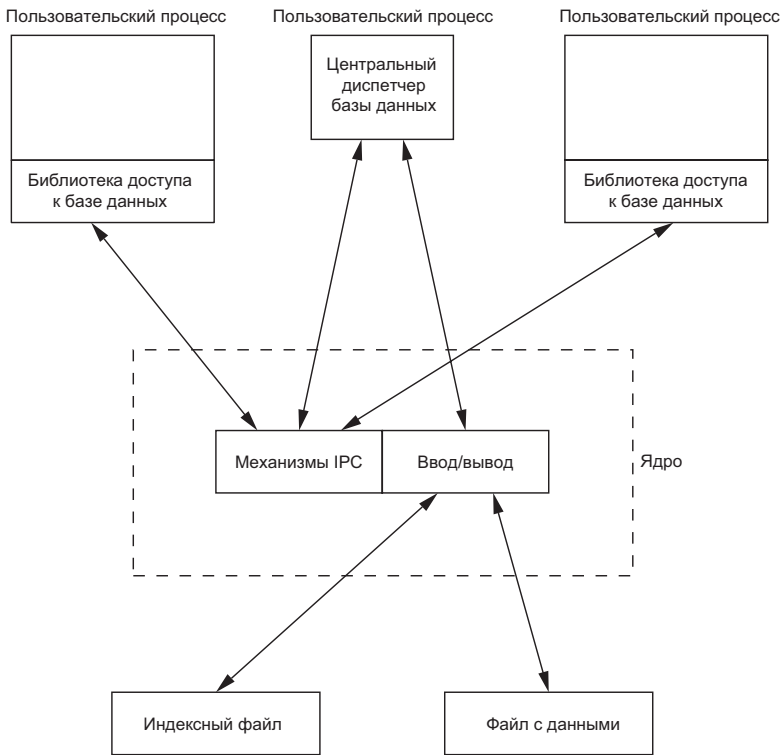 Пользовательский процесс
Пользовательский процесс
Пользовательский процесс
Центральный
диспетчер
базы данных
Библиотека доступа
к базе данных
Библиотека доступа
к базе данных
Механизмы IPC
Ввод/вывод
Ядро
Индексный файл
Файл с данными